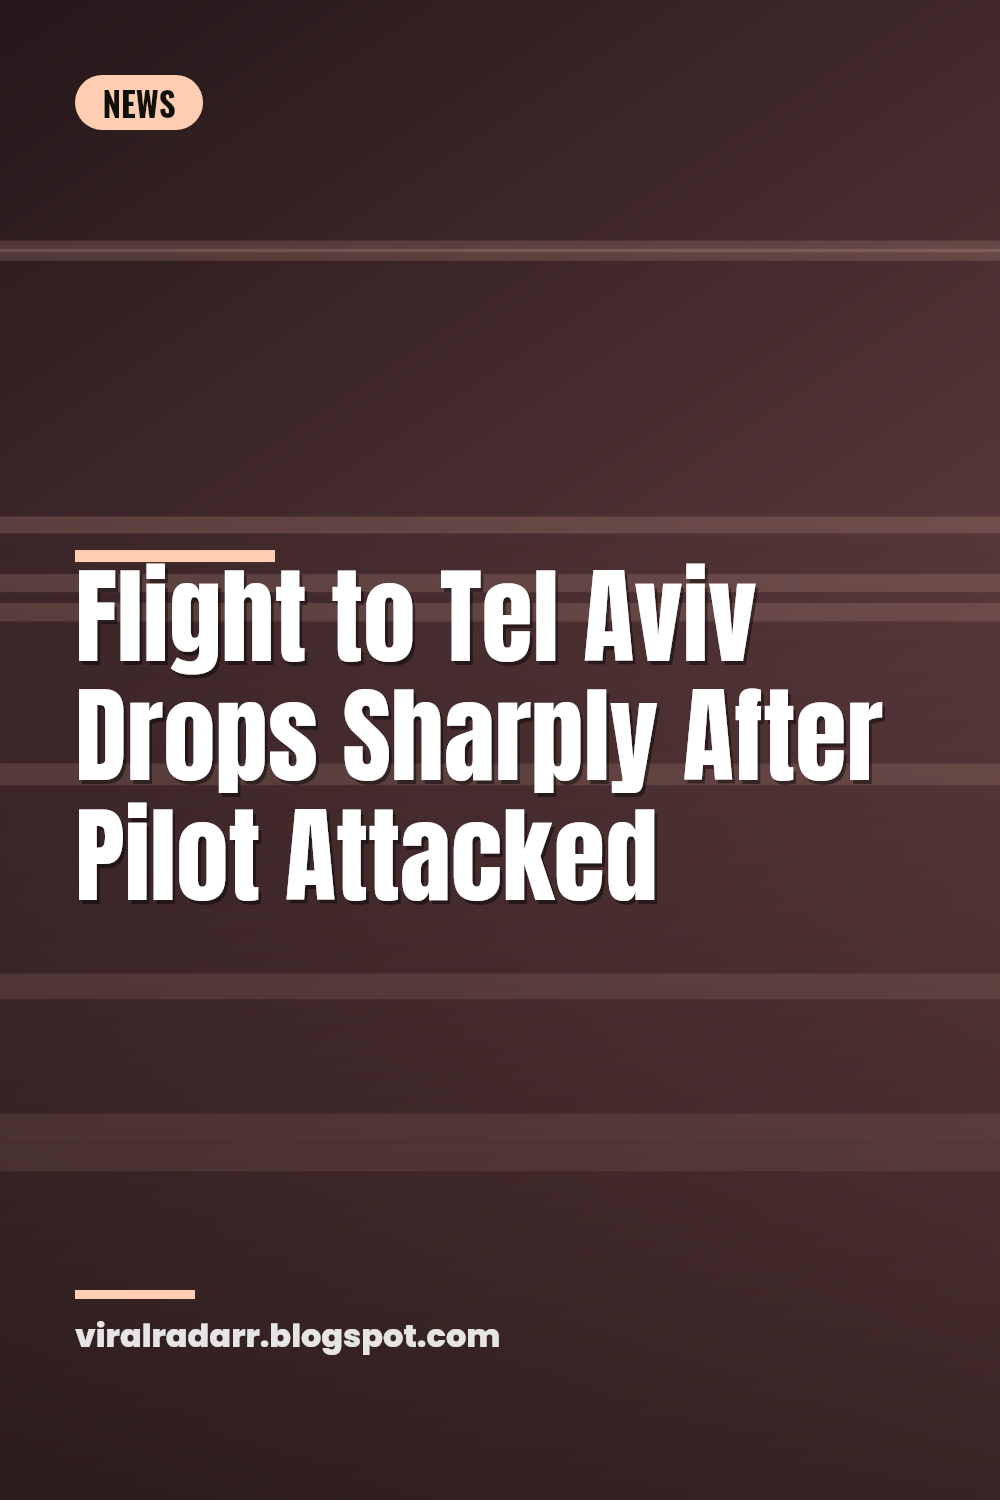 NEWS
Flight to Tel Aviv
Drops Sharply After
Pilot Attacked
viralradarr.blogspot.com